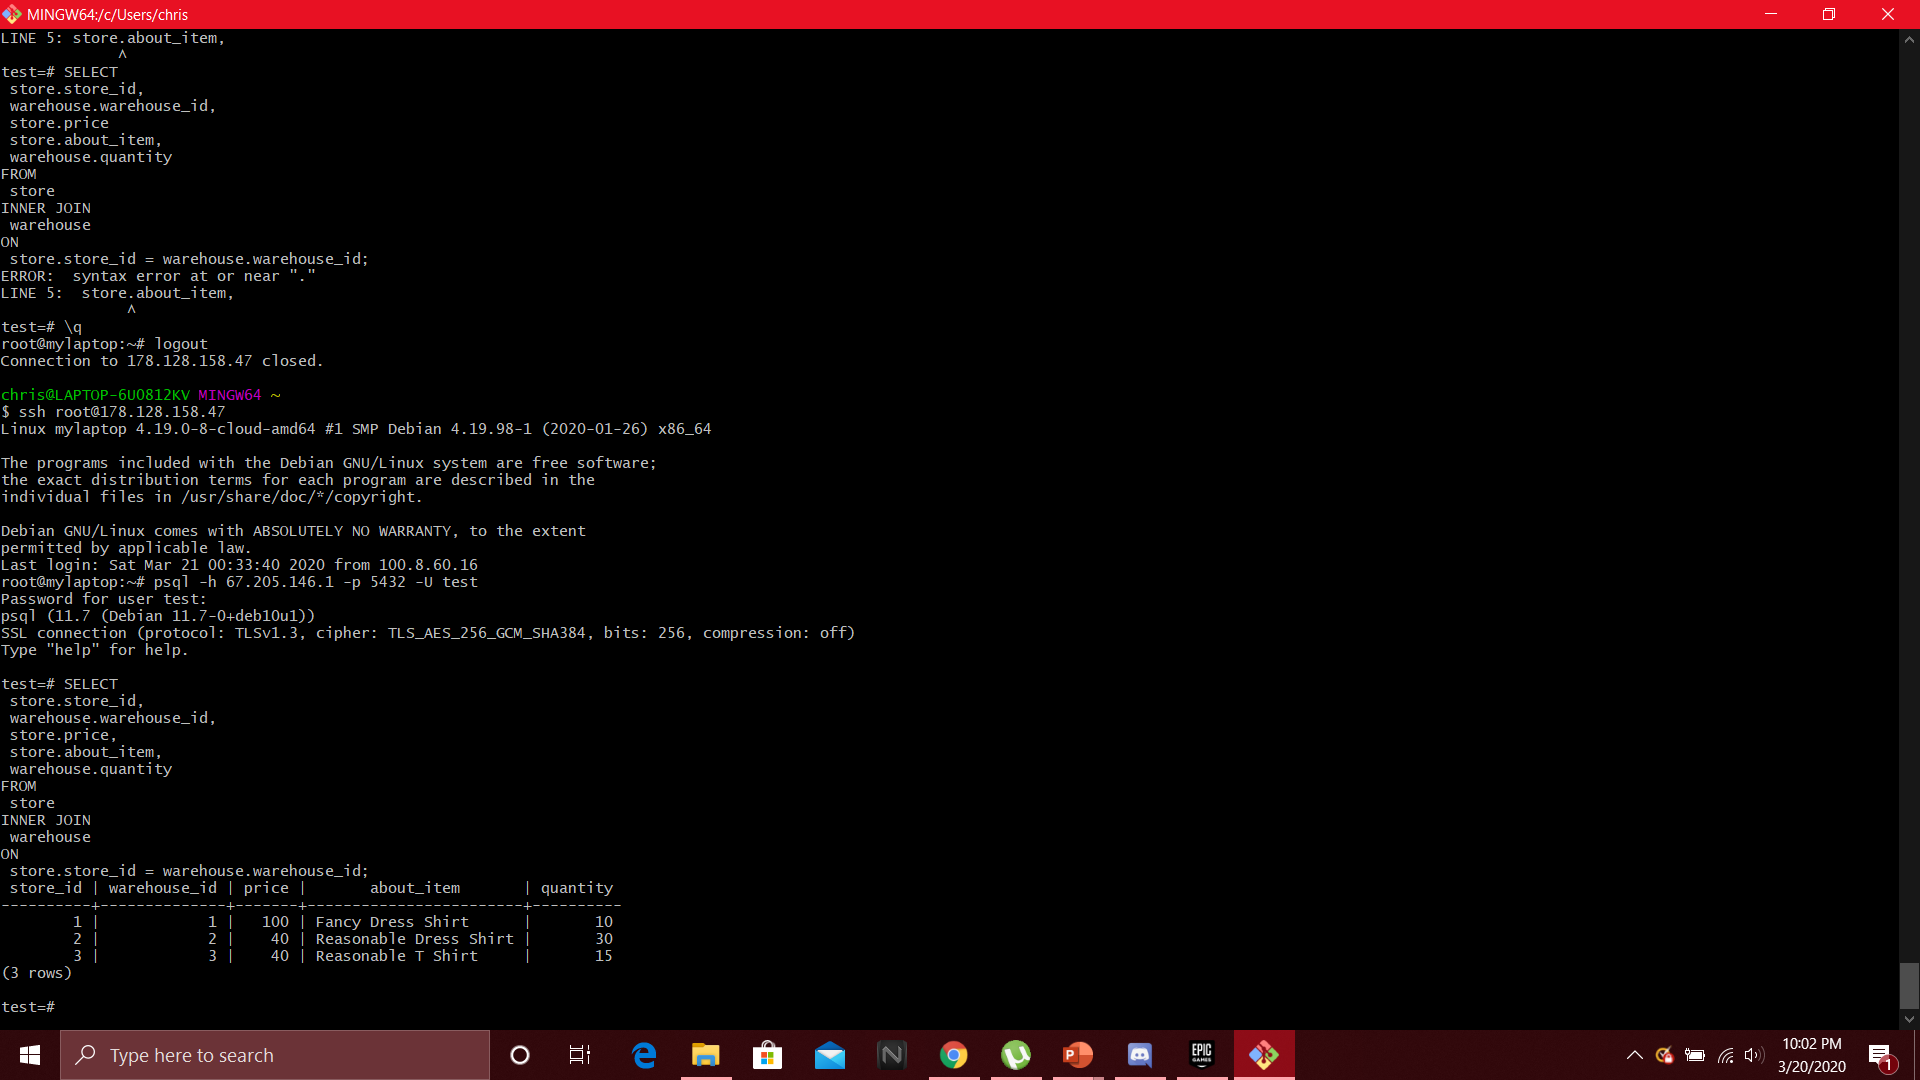 MINGW64:/c/Users/chris
LINE 5: store.about_item,
^
test=# SELECT
store.store_id,
warehouse.warehouse_id,
store.price
store.about_item,
warehouse.quantity
FROM
store
INNER JOIN
warehouse
ON
store.store_id = warehouse.warehouse_id;
ERROR:  syntax error at or near "."
LINE 5:  store.about_item,
^
test=# \q
root@mylaptop:~# logout
Connection to 178.128.158.47 closed.
chris@LAPTOP-6UO812KV MINGW64 ~
$ ssh root@178.128.158.47
Linux mylaptop 4.19.0-8-cloud-amd64 #1 SMP Debian 4.19.98-1 (2020-01-26) x86_64
The programs included with the Debian GNU/Linux system are free software;
the exact distribution terms for each program are described in the
individual files in /usr/share/doc/*/copyright.
Debian GNU/Linux comes with ABSOLUTELY NO WARRANTY, to the extent
permitted by applicable law.
Last login: Sat Mar 21 00:33:40 2020 from 100.8.60.16
root@mylaptop:~# psql -h 67.205.146.1 -p 5432 -U test
Password for user test:
psql (11.7 (Debian 11.7-0+deb10u1))
SSL connection (protocol: TLSv1.3, cipher: TLS_AES_256_GCM_SHA384, bits: 256, compression: off)
Type "help" for help.
test=# SELECT
store.store_id,
warehouse.warehouse_id,
store.price,
store.about_item,
warehouse.quantity
FROM
store
INNER JOIN
warehouse
ON
store.store_id = warehouse.warehouse_id;
store_id | warehouse_id | price |       about_item       | quantity
----------+--------------+-------+------------------------+----------
1 |            1 |   100 | Fancy Dress Shirt      |       10
2 |            2 |    40 | Reasonable Dress Shirt |       30
3 |            3 |    40 | Reasonable T Shirt     |       15
(3 rows)
test=#
Type here to search
EPIC
GAMES
10:02 PM
3/20/2020
1